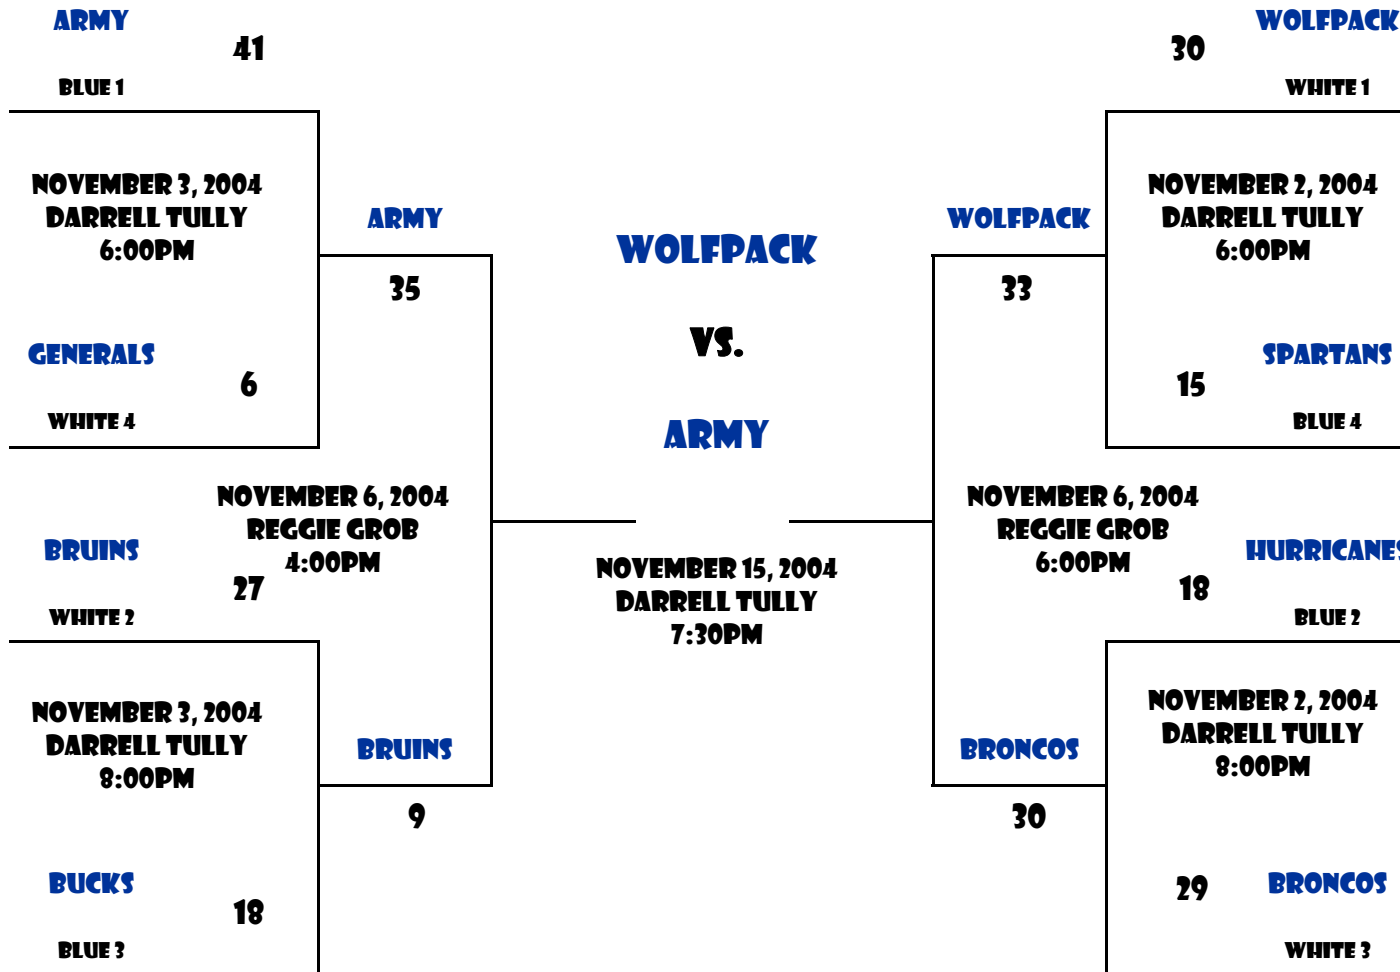 ARMY
41
BLUE 1
NOVEMBER 3, 2004
DARRELL TULLY
6:00PM
GENERALS
6
WHITE 4
ARMY
35
NOVEMBER 6, 2004
REGGIE GROB
4:00PM
BRUINS
27
WHITE 2
NOVEMBER 3, 2004
DARRELL TULLY
8:00PM
BRUINS
9
BUCKS
18
BLUE 3
WOLFPACK
VS.
ARMY
NOVEMBER 15, 2004
DARRELL TULLY
7:30PM
WOLFPACK
30
WHITE 1
NOVEMBER 2, 2004
DARRELL TULLY
6:00PM
WOLFPACK
33
SPARTANS
15
BLUE 4
NOVEMBER 6, 2004
REGGIE GROB
6:00PM
HURRICANES
18
BLUE 2
NOVEMBER 2, 2004
DARRELL TULLY
8:00PM
BRONCOS
30
29
BRONCOS
WHITE 3